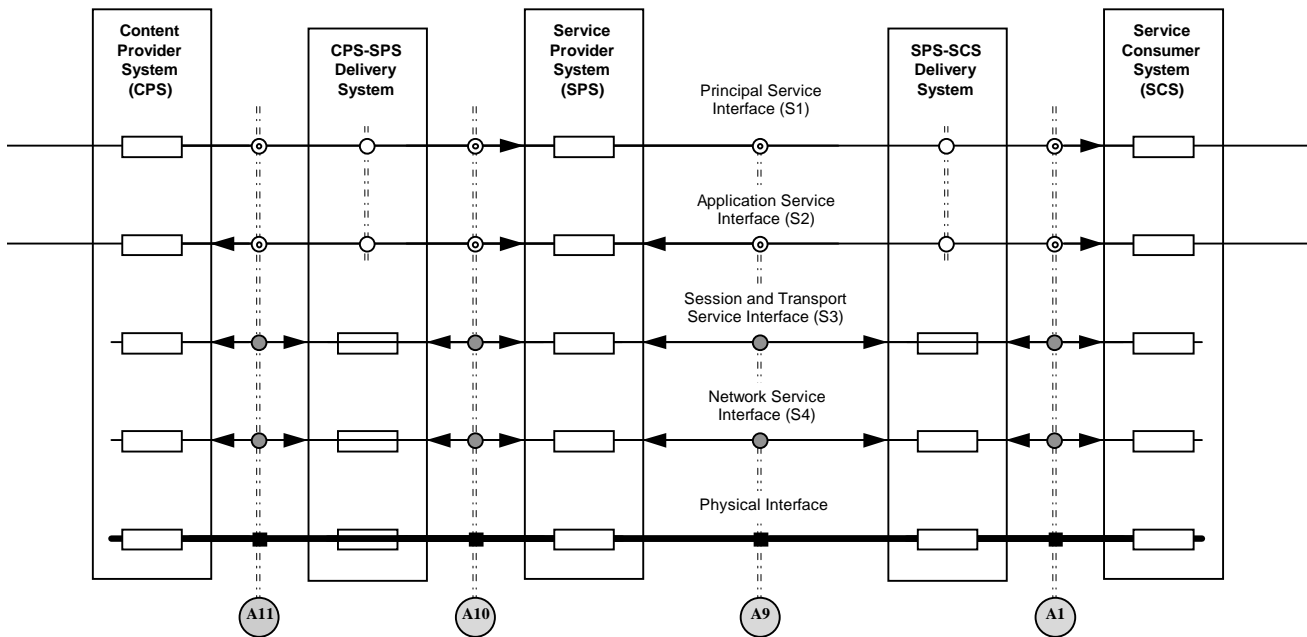 Content
Provider
System
(CPS)
CPS-SPS
Delivery
System
Service
Provider
System
(SPS)
SPS-SCS
Delivery
System
Service
Consumer
System
(SCS)
Principal Service
Interface (S1)
Application Service
Interface (S2)
Session and Transport
Service Interface (S3)
Network Service
Interface (S4)
Physical Interface
A11
A10
A9
A1